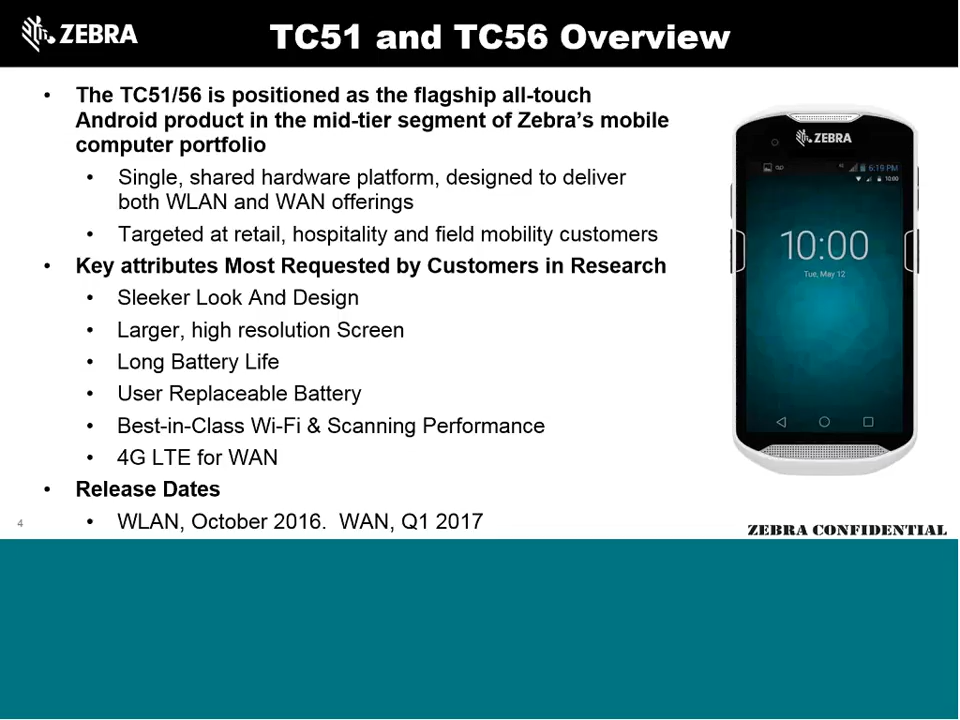 ZEBRA
TC51 and TC56 Overview
• The TC51/56 is positioned as the flagship all-touch
Android product in the mid-tier segment of Zebra's mobile
computer portfolio
• Single, shared hardware platform, designed to deliver
both WLAN and WAN offerings
• Targeted at retail, hospitality and field mobility customers
• Key attributes Most Requested by Customers in Research
• Sleeker Look And Design
• Larger, high resolution Screen
• Long Battery Life
• User Replaceable Battery
• Best-in-Class Wi-Fi & Scanning Performance
• 4G LTE for WAN
• Release Dates
• WLAN, October 2016. WAN, Q1 2017
4
ZEBRA
6:19 PM
10:00
10:00
Tue, May 12
ZEBRA CONFIDENTIAL